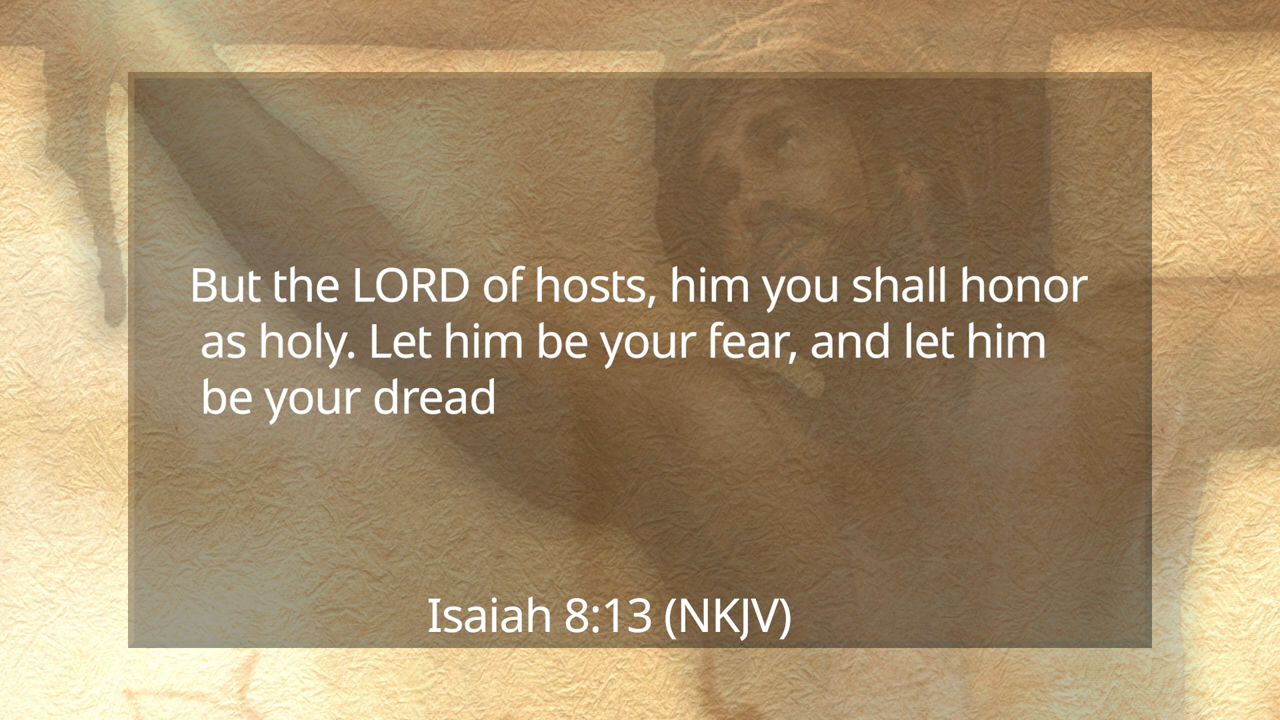 But the LORD of hosts, him you shall honor
as holy. Let him be your fear, and let him
be your dread
Isaiah 8:13 (NKJV)